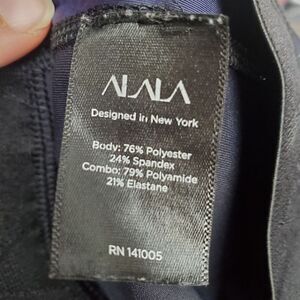 ALALA
Designed in New York
Body: 76% Polyester
24% Spandex
Combo: 79% Polyamide
21% Elastane
RN 141005